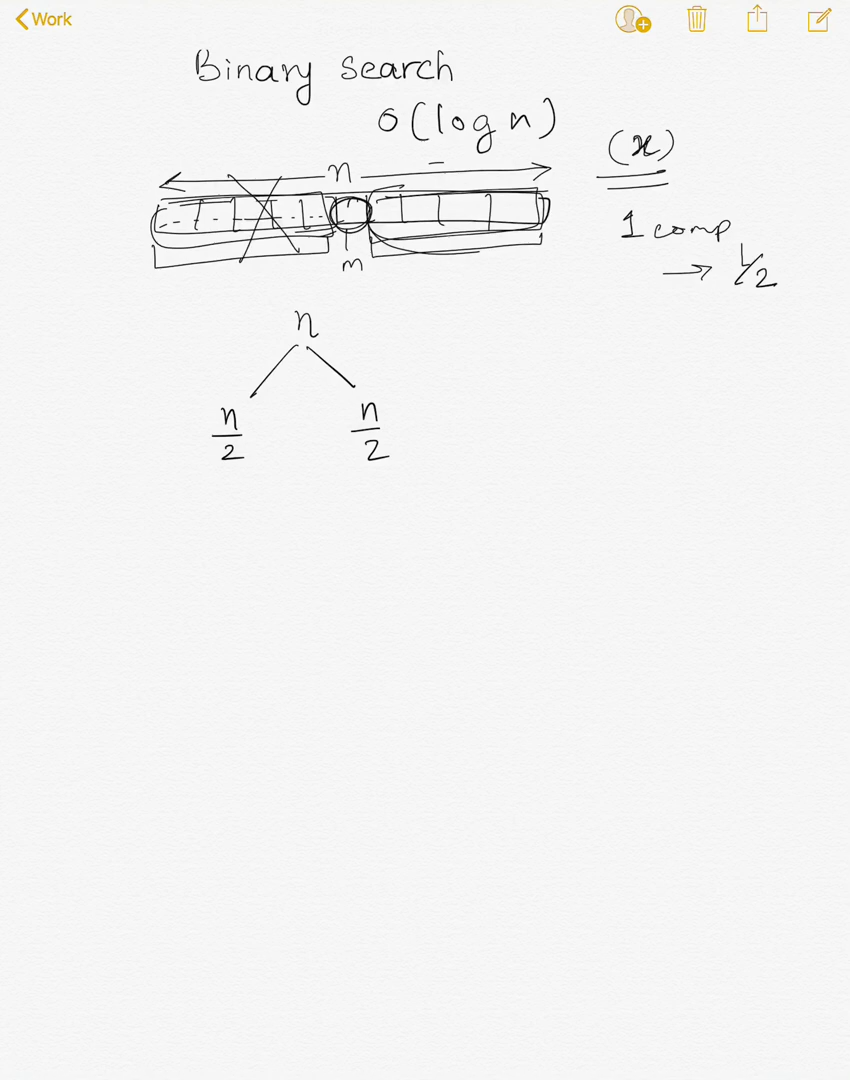 Work
Binary search
O(log n)
(x)
n
1 comp
m
→ 1/2
n
n/2 n/2